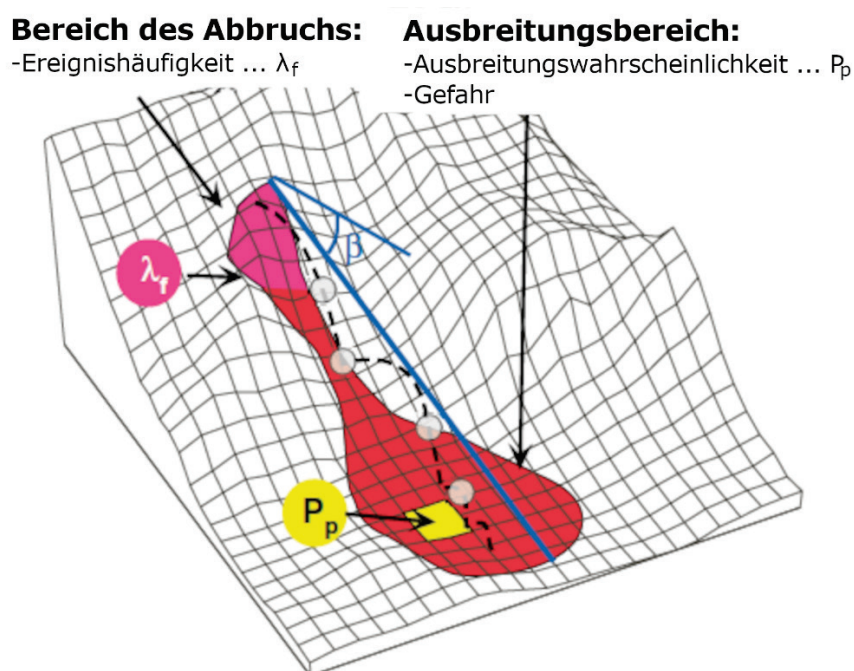 Bereich des Abbruchs:
-Ereignishäufigkeit ... λf
Ausbreitungsbereich:
-Ausbreitungswahrscheinlichkeit ... Pp
-Gefahr
β
λf
Pp